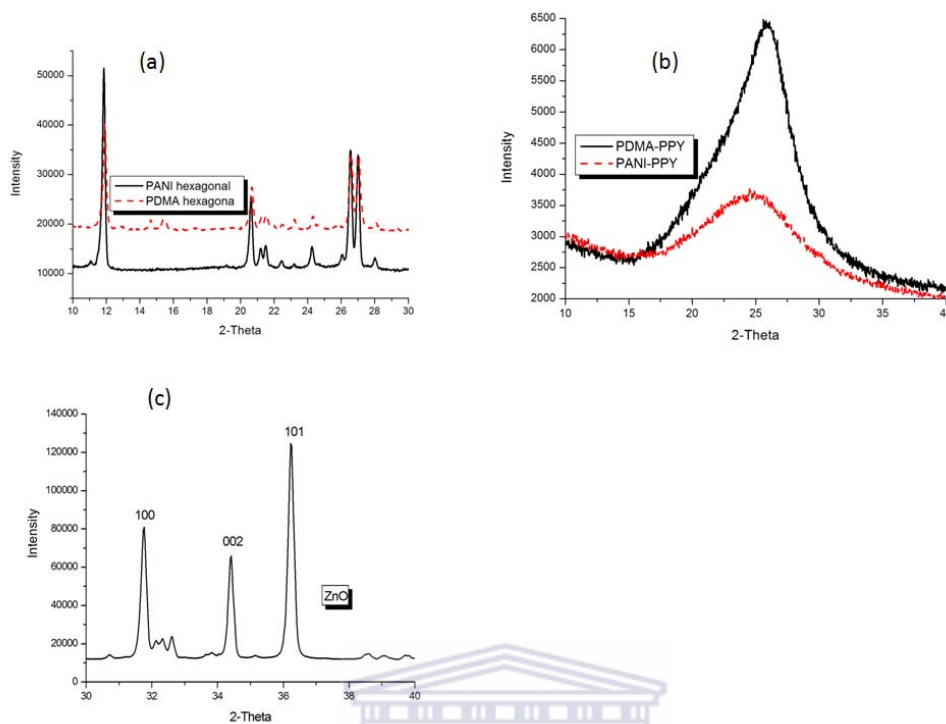 (a)
50000
40000
30000
20000
10000
Intensity
PANI hexagonal
PDMA hexagona
10 12 14 16 18 20 22 24 26 28 30
2-Theta
(b)
6500
6000
5500
5000
4500
4000
3500
3000
2500
2000
Intensity
PDMA-PPY
PANI-PPY
10 15 20 25 30 35 40
2-Theta
(c)
140000
120000
100000
80000
60000
40000
20000
0
Intensity
100
002
101
ZnO
30 32 34 36 38 40
2-Theta